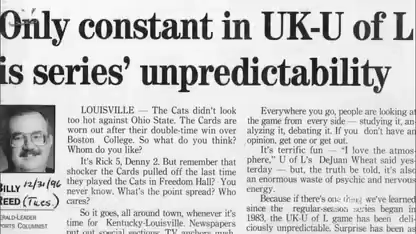 Only constant in UK-U of L
is series' unpredictability
LOUISVILLE — The Cats didn't look
too hot against Ohio State. The Cards are
worn out after their double-time win over
Boston College. So what do you think?
Whom do you like?
It's Rick 5, Denny 2. But remember that
shocker the Cards pulled off the last time
they played the Cats in Freedom Hall? You
never know. What's the point spread? Who
cares?
So it goes, all around town, whenever it's
time for Kentucky-Louisville. Newspapers
put out special sections. TV anchors
BILLY
REED
12/31/96
(Tues.)
HERALD-LEADER
SPORTS COLUMNIST
Everywhere you go, people are looking at
the game from every side — studying it, an-
alyzing it, debating it. If you don't have an
opinion, get one or get out.
It's terrific fun — "I love the atmos-
phere," U of L's DeJuan Wheat said yes-
terday — but, the truth be told, it's also
an enormous waste of psychic and nervous
energy.
Because if there's one thing we've learned
since the regular-season series began in
1983, the UK-U of L game has been deli-
ciously unpredictable. Surprise has been a